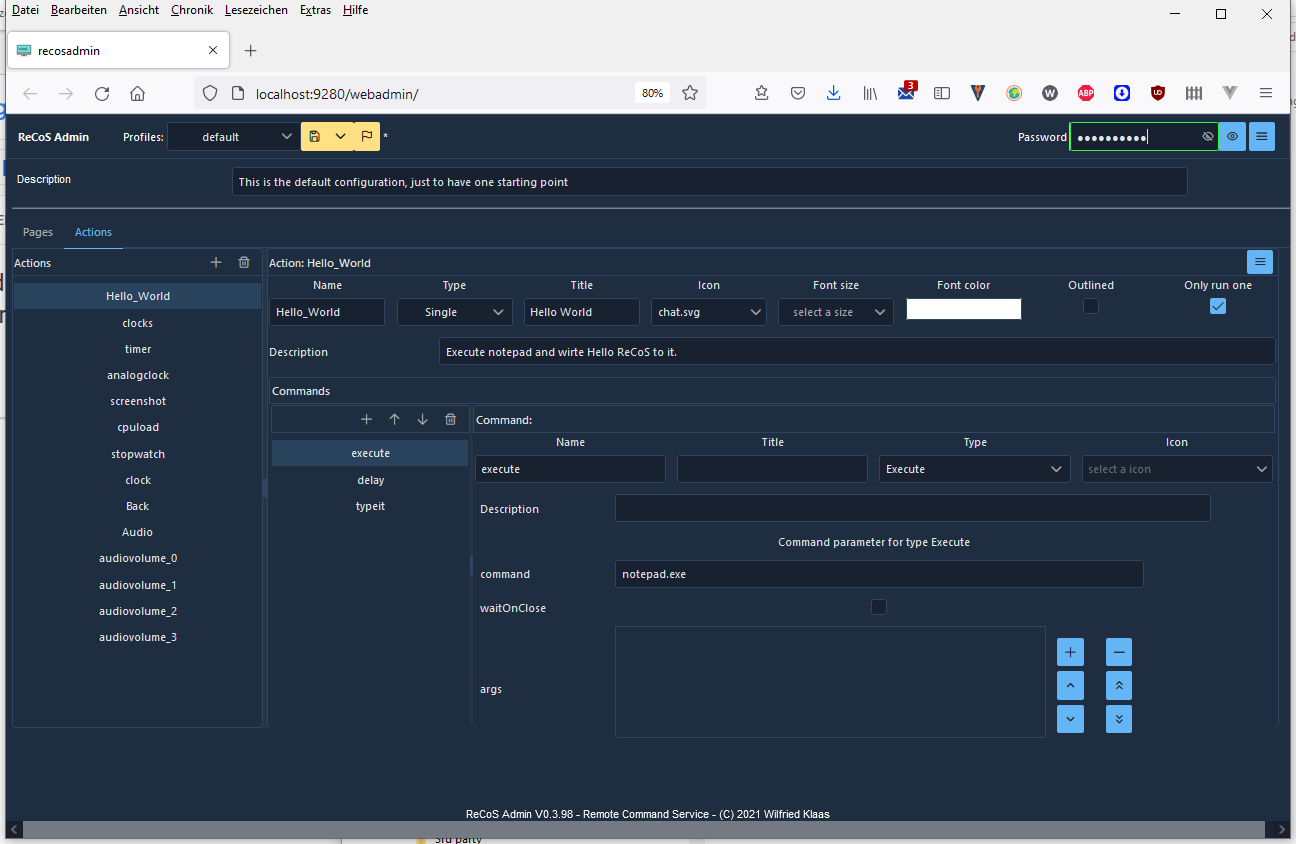 Datei Bearbeiten Ansicht Chronik Lesezeichen Extras Hilfe
recosadmin
localhost:9280/webadmin/ 80% 3 W ABP
ReCoS Admin Profiles: default * Password ●●●●●●●●●●
Description This is the default configuration, just to have one starting point
Pages Actions
Actions
Hello_World
clocks
timer
analogclock
screenshot
cpuload
stopwatch
clock
Back
Audio
audiovolume_0
audiovolume_1
audiovolume_2
audiovolume_3
Action: Hello_World
Name Type Title Icon Font size Font color Outlined Only run one
Hello_World Single Hello World chat.svg select a size
Description Execute notepad and wirte Hello ReCoS to it.
Commands
execute
delay
typeit
Command:
Name Title Type Icon
execute Execute select a icon
Description
Command parameter for type Execute
command notepad.exe
waitOnClose
args
ReCoS Admin V0.3.98 - Remote Command Service - (C) 2021 Wilfried Klaas
3rd party